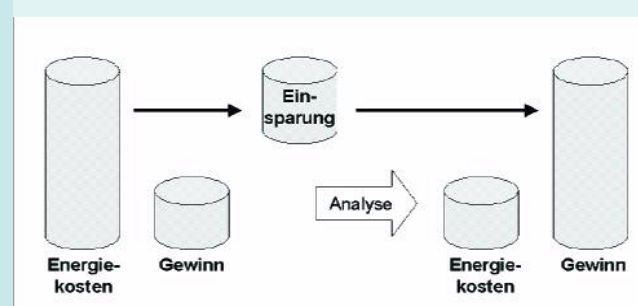 Ein-
sparung
Analyse
Energie-
kosten
Gewinn
Energie-
kosten
Gewinn